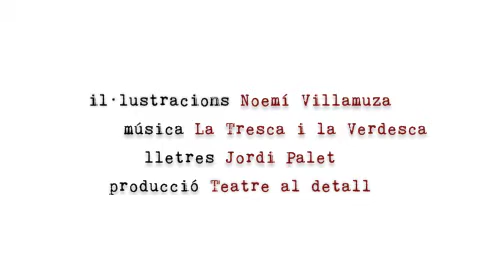 il·lustracions Noemí Villamuza
música La Tresca i la Verdesca
lletres Jordi Palet
producció Teatre al detall